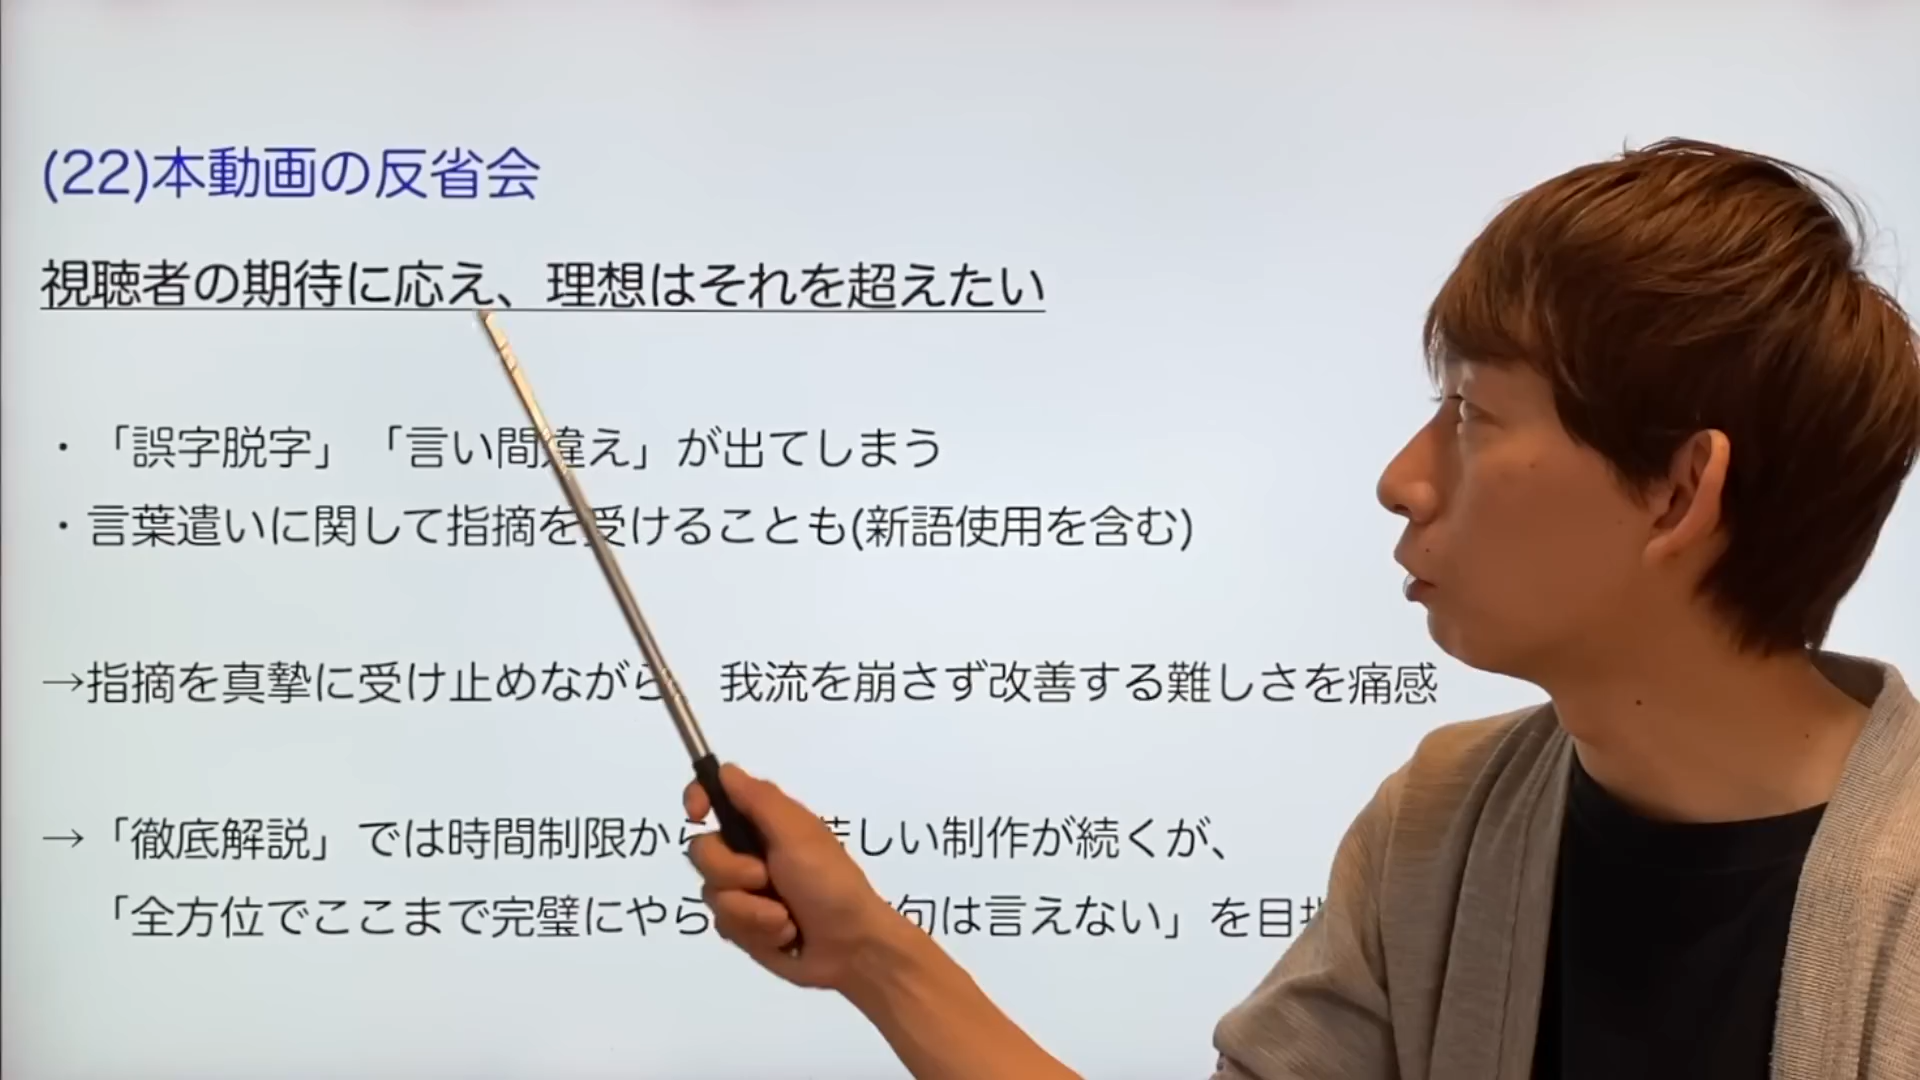 (22)本動画の反省会
視聴者の期待に応え、理想はそれを超えたい
・「誤字脱字」「言い間違え」が出てしまう
・言葉遣いに関して指摘を受けることも(新語使用を含む)
→指摘を真摯に受け止めながら 我流を崩さず改善する難しさを痛感
→「徹底解説」では時間制限から しい制作が続くが、
「全方位でここまで完璧にやら 句は言えない」を目